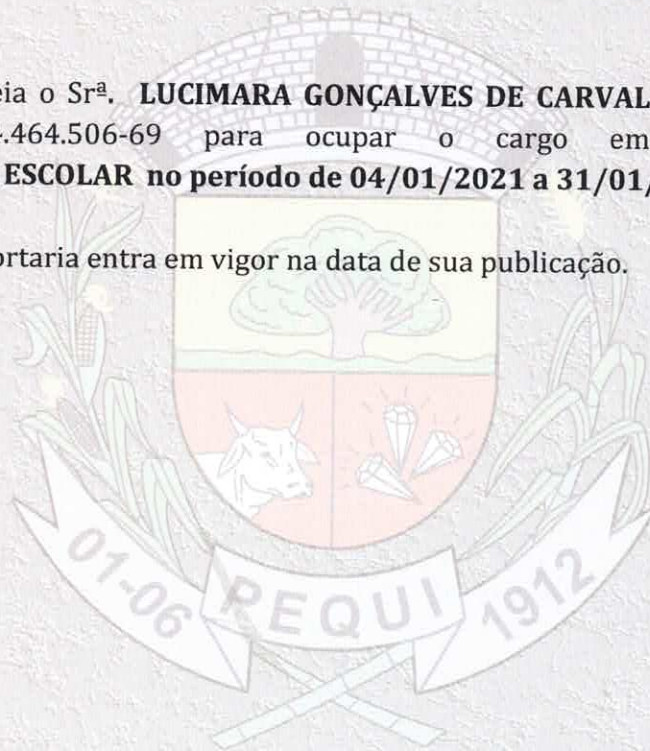 eia o Srª. LUCIMARA GONÇALVES DE CARVAL
.464.506-69 para ocupar o cargo em
ESCOLAR no período de 04/01/2021 a 31/01/
ortaria entra em vigor na data de sua publicação.
01-06 PEQUI 1912